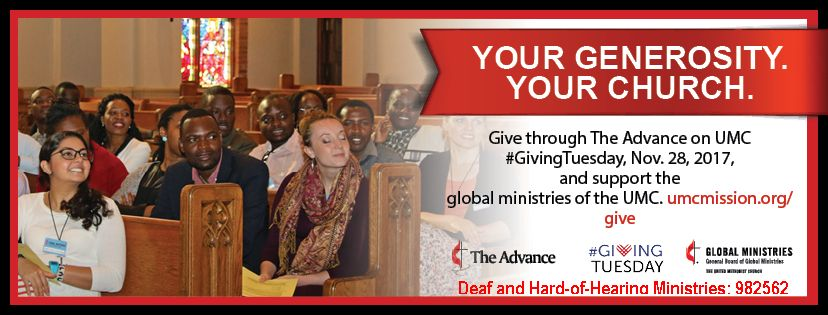 YOUR GENEROSITY.
YOUR CHURCH.
Give through The Advance on UMC
#GivingTuesday, Nov. 28, 2017,
and support the
global ministries of the UMC. umcmission.org/
give
The Advance
#GIVING
TUESDAY
GLOBAL MINISTRIES
General Board of Global Ministries
THE UNITED METHODIST CHURCH
Deaf and Hard-of-Hearing Ministries: 982562